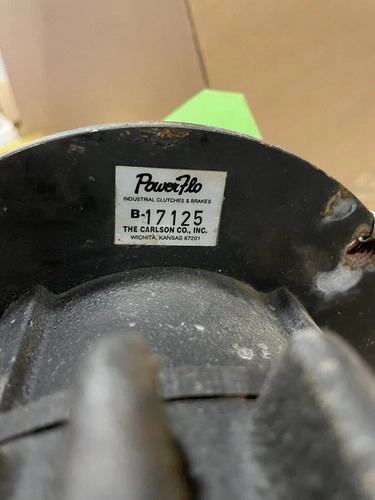 PowerFlo
INDUSTRIAL CLUTCHES & BRAKES
B-17125
THE CARLSON CO., INC.
WICHITA, KANSAS 67201